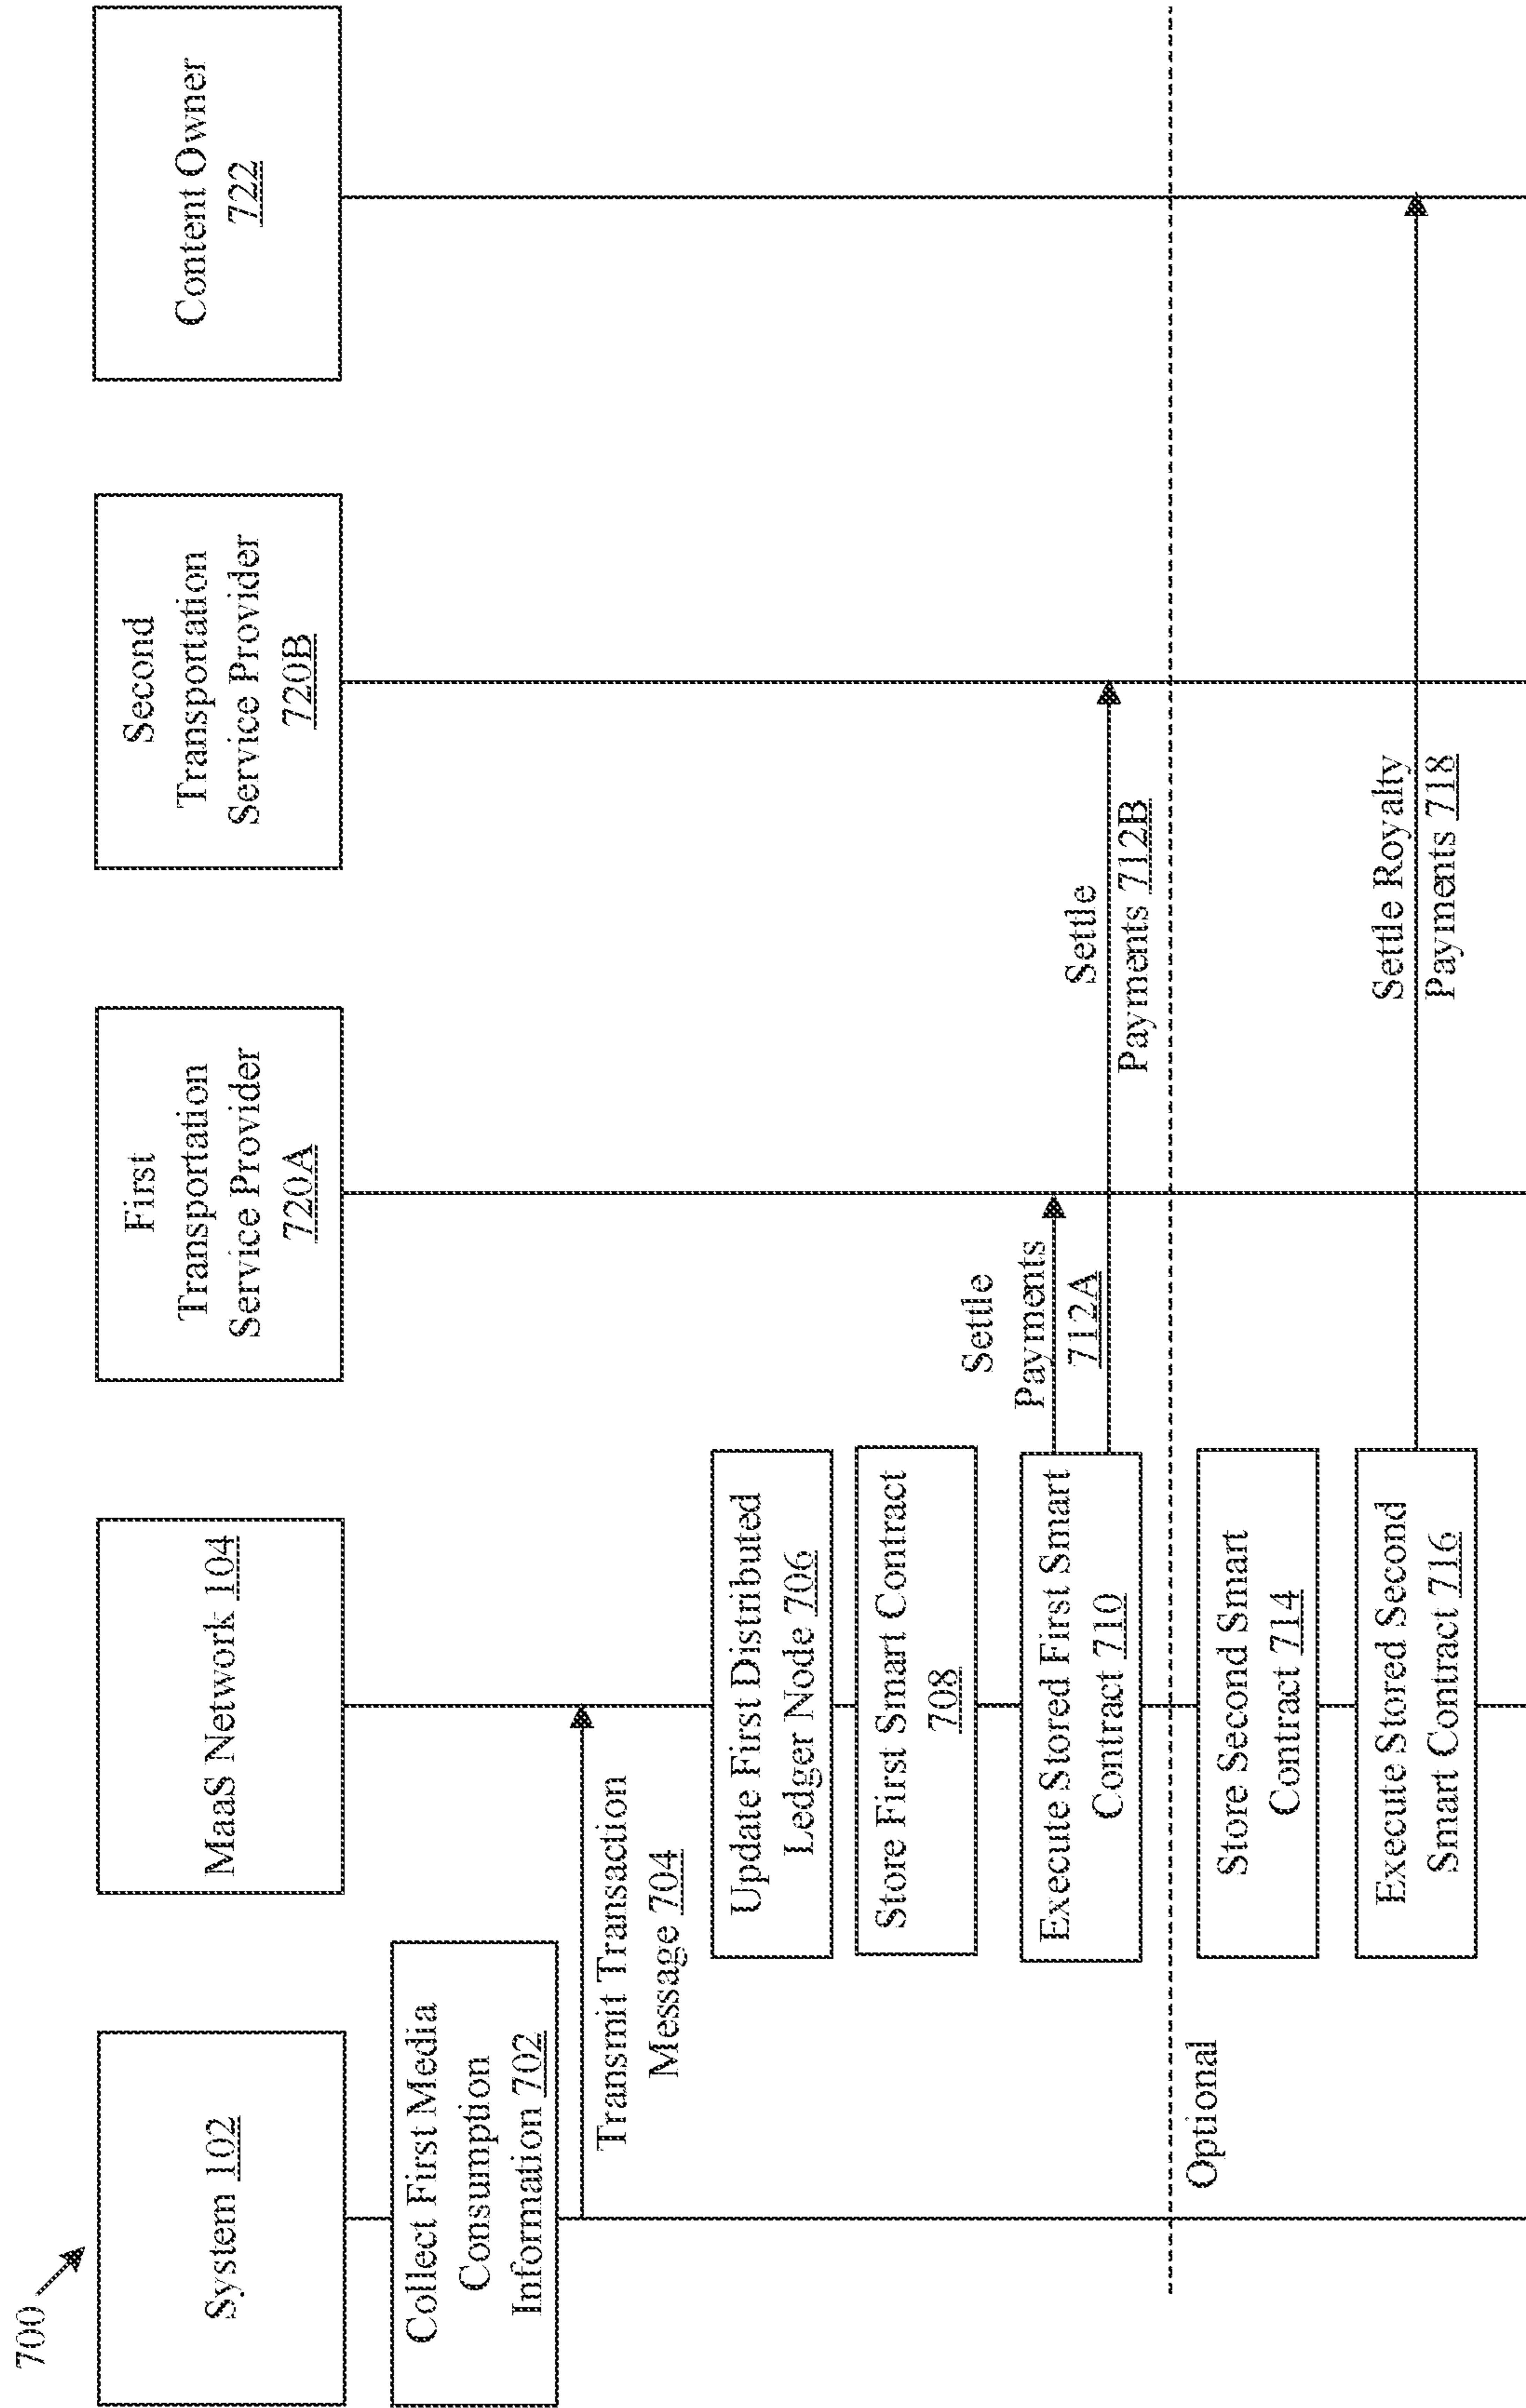 700
System 102
MaaS Network 104
First
Transportation
Service Provider
720A
Second
Transportation
Service Provider
720B
Content Owner
722
Collect First Media
Consumption
Information 702
Transmit Transaction
Message 704
Update First Distributed
Ledger Node 706
Store First Smart Contract
708
Execute Stored First Smart
Contract 710
Settle
Payments
712A
Settle
Payments 712B
Optional
Store Second Smart
Contract 714
Execute Stored Second
Smart Contract 716
Settle Royalty
Payments 718